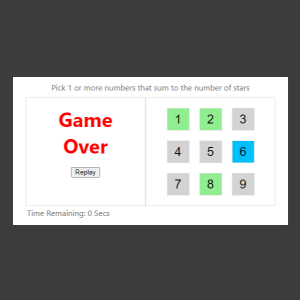 Pick 1 or more numbers that sum to the number of stars
Game
Over
Replay
1 2 3
4 5 6
7 8 9
Time Remaining: 0 Secs